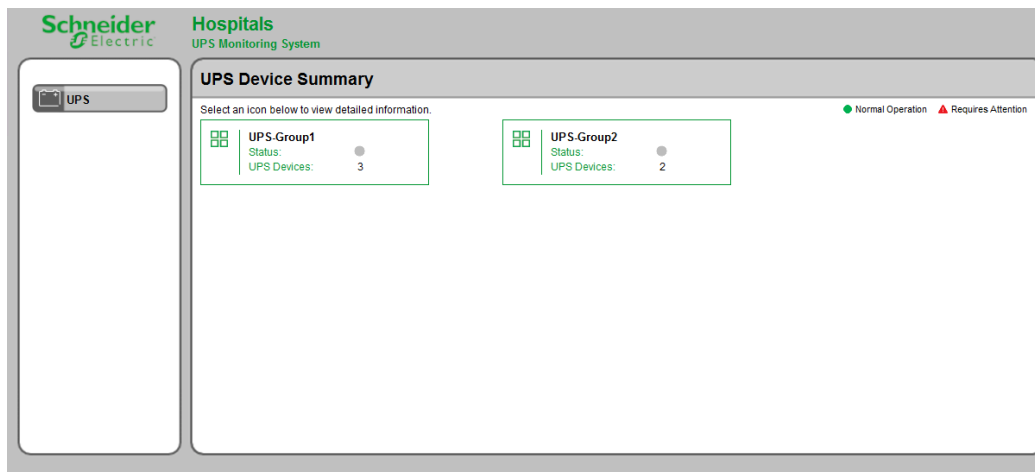 Schneider
Electric
Hospitals
UPS Monitoring System
UPS
UPS Device Summary
Select an icon below to view detailed information.
Normal Operation Requires Attention
UPS-Group1
Status:
UPS Devices: 3
UPS-Group2
Status:
UPS Devices: 2